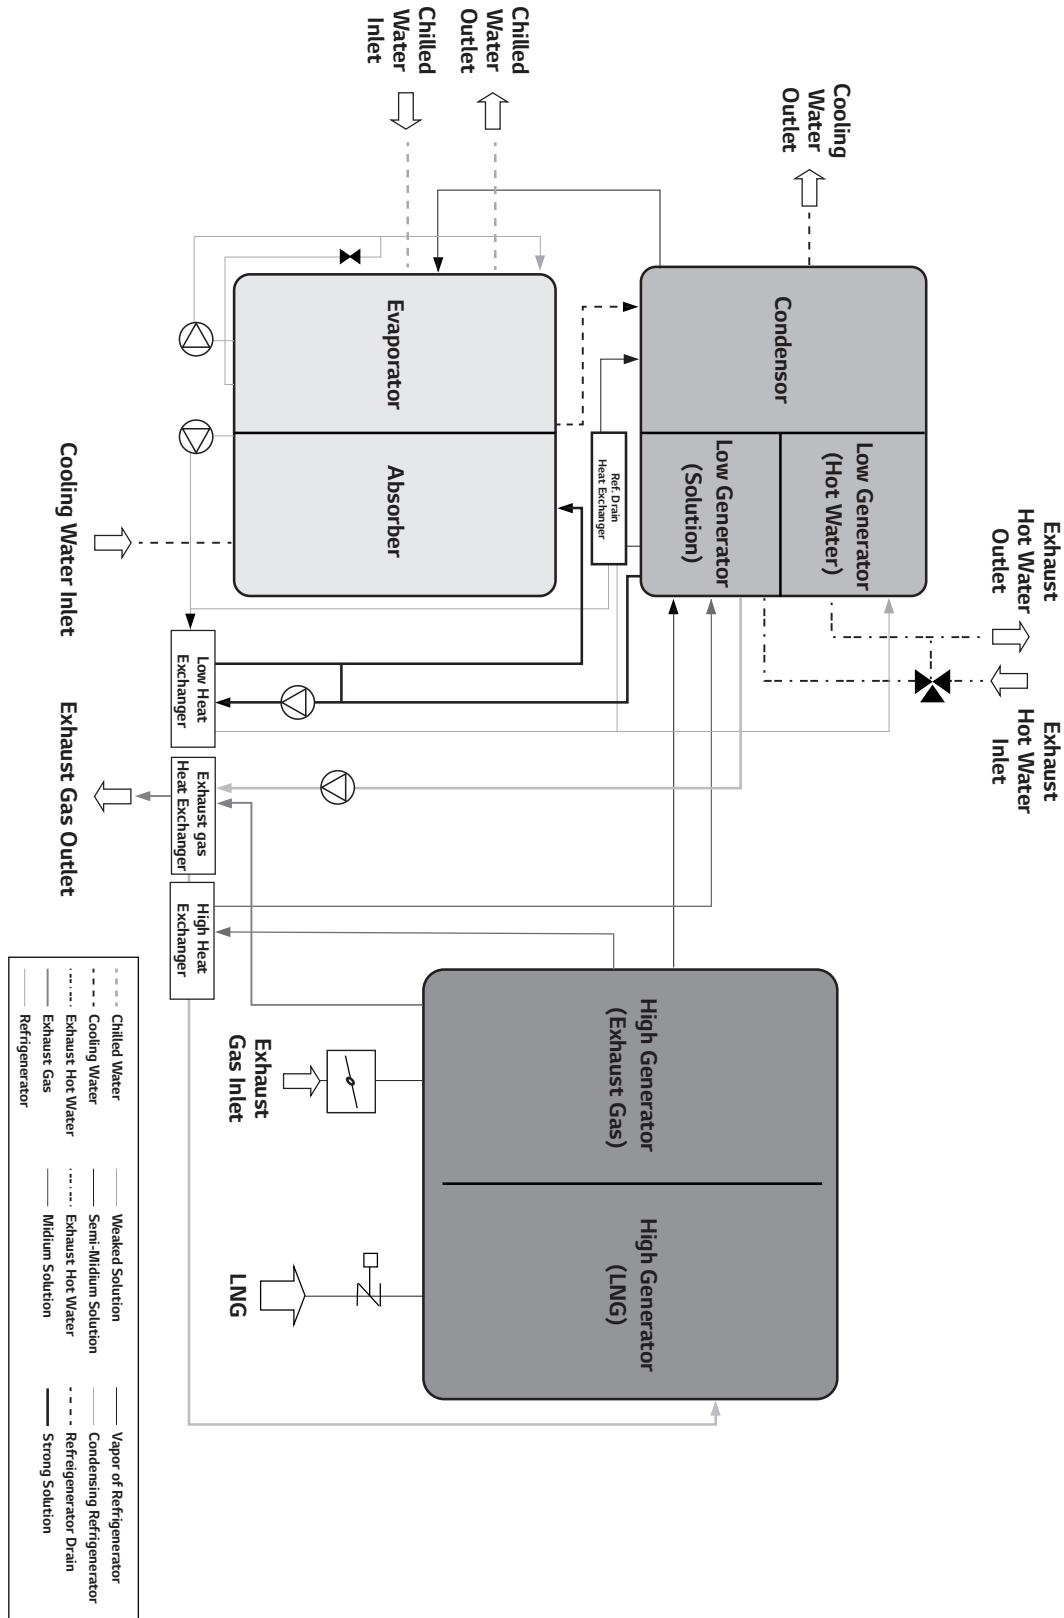 Chilled
Water
Inlet
Chilled
Water
Outlet
Cooling
Water
Outlet
Evaporator
Absorber
Condensor
Low Generator
(Hot Water)
Low Generator
(Solution)
Ref. Drain
Heat Exchanger
Exhaust
Hot Water
Outlet
Exhaust
Hot Water
Inlet
Cooling Water Inlet
Low Heat
Exchanger
Exhaust gas
Heat Exchanger
High Heat
Exchanger
Exhaust Gas Outlet
High Generator
(Exhaust Gas)
High Generator
(LNG)
Exhaust
Gas Inlet
LNG
Chilled Water
Cooling Water
Exhaust Hot Water
Exhaust Gas
Refrigenerator
Weaked Solution
Semi-Midium Solution
Exhaust Hot Water
Midium Solution
Vapor of Refrigenerator
Condensing Refrigenerator
Refreigenerator Drain
Strong Solution